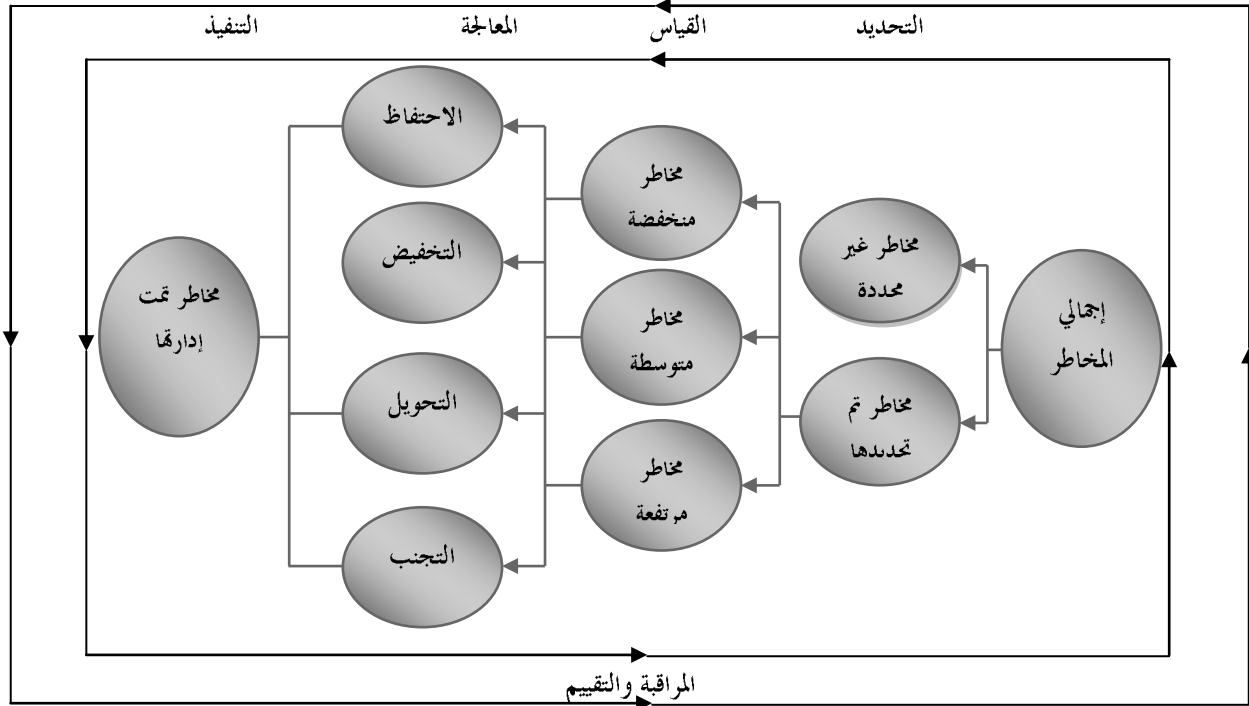 التحديد
القياس
المعالجة
التنفيذ
إجمالي
المخاطر
مخاطر غير
محددة
مخاطر تم
تحديدها
مخاطر
منخفضة
مخاطر
متوسطة
مخاطر
مرتفعة
الاحتفاظ
التخفيض
التحويل
التجنب
مخاطر تمت
إدارتها
المراقبة والتقييم